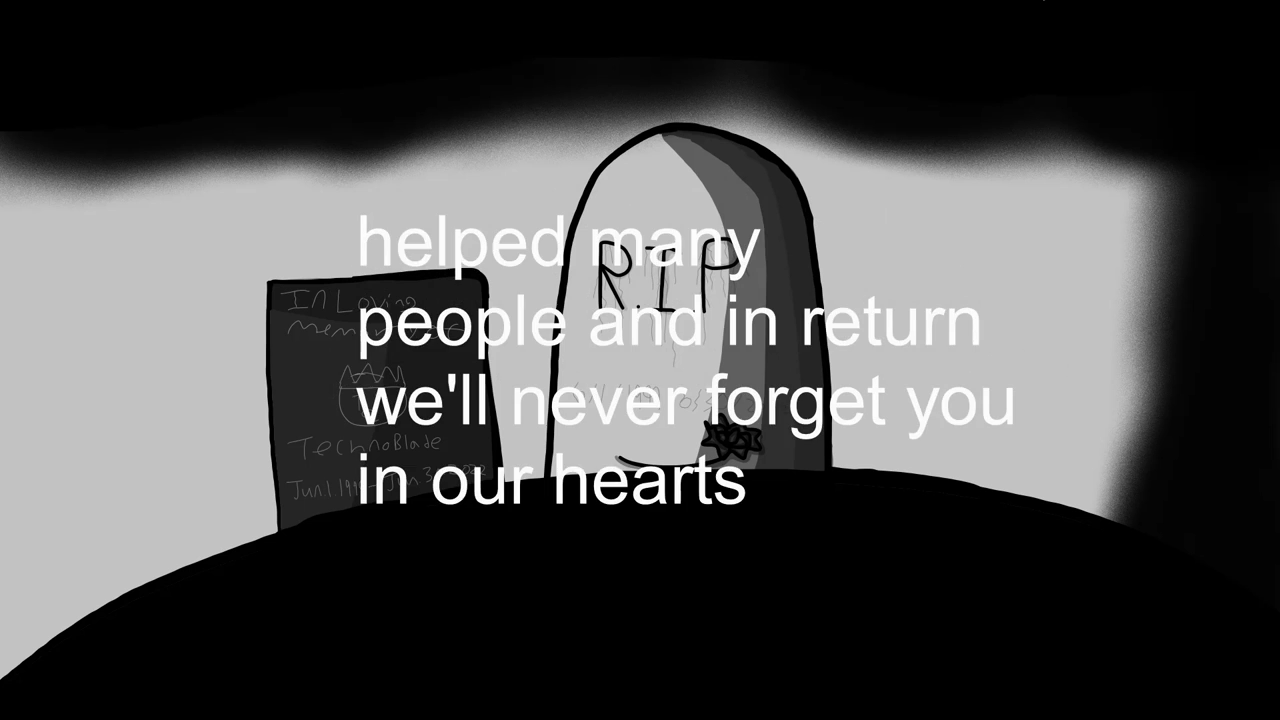 helped many
people and in return
we'll never forget you
in our hearts
R.I.P
In Loving
TechnoBlade